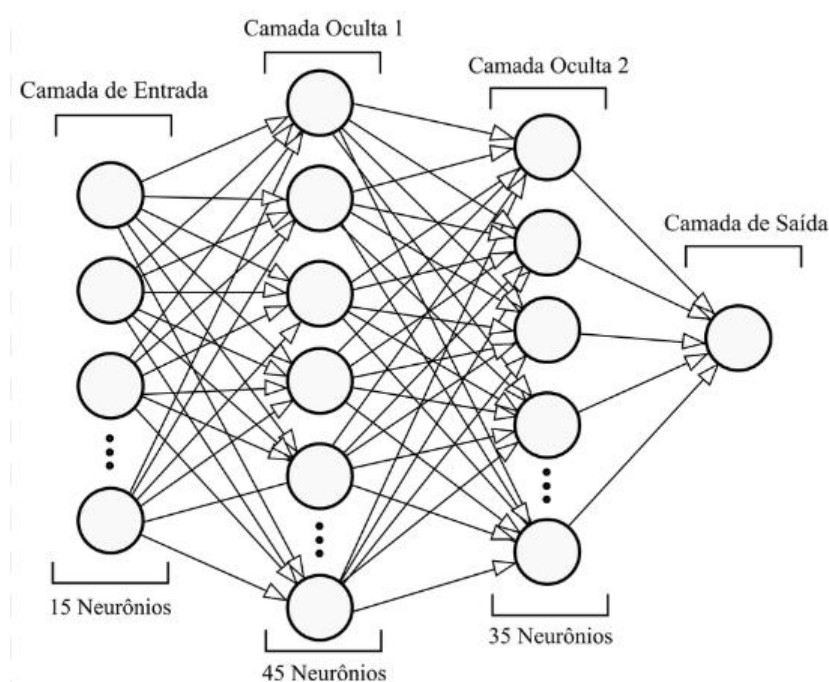 Camada Oculta 1
Camada Oculta 2
Camada de Entrada
Camada de Saída
15 Neurônios
45 Neurônios
35 Neurônios